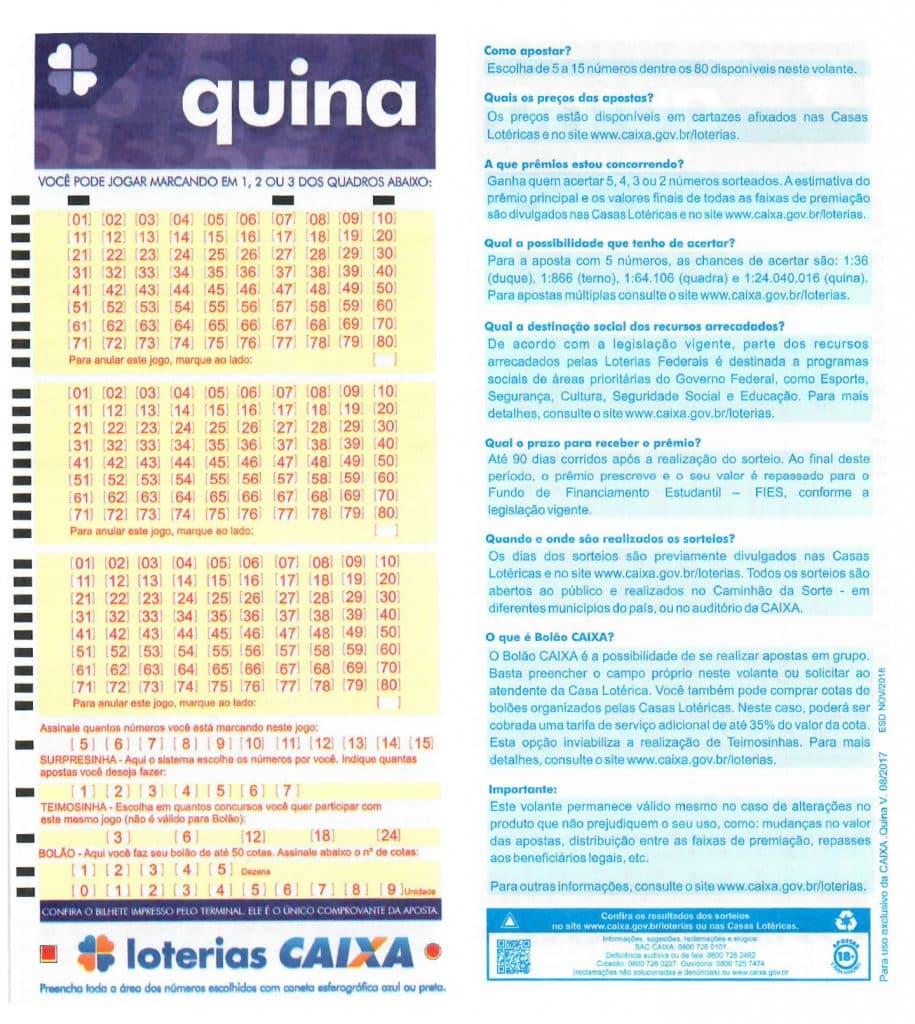 quina
VOCÊ PODE JOGAR MARCANDO EM 1, 2 OU 3 DOS QUADROS ABAIXO:
[01] [02] [03] [04] [05] [06] [07] [08] [09] [10]
[11] [12] [13] [14] [15] [16] [17] [18] [19] [20]
[21] [22] [23] [24] [25] [26] [27] [28] [29] [30]
[31] [32] [33] [34] [35] [36] [37] [38] [39] [40]
[41] [42] [43] [44] [45] [46] [47] [48] [49] [50]
[51] [52] [53] [54] [55] [56] [57] [58] [59] [60]
[61] [62] [63] [64] [65] [66] [67] [68] [69] [70]
[71] [72] [73] [74] [75] [76] [77] [78] [79] [80]
Para anular este jogo, marque ao lado: [ ]
[01] [02] [03] [04] [05] [06] [07] [08] [09] [10]
[11] [12] [13] [14] [15] [16] [17] [18] [19] [20]
[21] [22] [23] [24] [25] [26] [27] [28] [29] [30]
[31] [32] [33] [34] [35] [36] [37] [38] [39] [40]
[41] [42] [43] [44] [45] [46] [47] [48] [49] [50]
[51] [52] [53] [54] [55] [56] [57] [58] [59] [60]
[61] [62] [63] [64] [65] [66] [67] [68] [69] [70]
[71] [72] [73] [74] [75] [76] [77] [78] [79] [80]
Para anular este jogo, marque ao lado: [ ]
[01] [02] [03] [04] [05] [06] [07] [08] [09] [10]
[11] [12] [13] [14] [15] [16] [17] [18] [19] [20]
[21] [22] [23] [24] [25] [26] [27] [28] [29] [30]
[31] [32] [33] [34] [35] [36] [37] [38] [39] [40]
[41] [42] [43] [44] [45] [46] [47] [48] [49] [50]
[51] [52] [53] [54] [55] [56] [57] [58] [59] [60]
[61] [62] [63] [64] [65] [66] [67] [68] [69] [70]
[71] [72] [73] [74] [75] [76] [77] [78] [79] [80]
Para anular este jogo, marque ao lado: [ ]
Assinale quantos números você está marcando neste jogo:
[5] [6] [7] [8] [9] [10] [11] [12] [13] [14] [15]
SURPRESINHA - Aqui o sistema escolhe os números por você. Indique quantas
apostas você deseja fazer:
[1] [2] [3] [4] [5] [6] [7]
TEIMOSINHA - Escolha em quantos concursos você quer participar com
este mesmo jogo (não é válido para Bolão):
[3] [6] [12] [18] [24]
BOLÃO - Aqui você faz seu bolão de até 50 cotas. Assinale abaixo o nº de cotas:
[1] [2] [3] [4] [5] Dezena
[0] [1] [2] [3] [4] [5] [6] [7] [8] [9] Unidade
CONFIRA O BILHETE IMPRESSO PELO TERMINAL. ELE É O ÚNICO COMPROVANTE DA APOSTA.
loterias CAIXA
Preencha toda a área dos números escolhidos com caneta esferográfica azul ou preta.
Como apostar?
Escolha de 5 a 15 números dentre os 80 disponíveis neste volante.
Quais os preços das apostas?
Os preços estão disponíveis em cartazes afixados nas Casas
Lotéricas e no site www.caixa.gov.br/loterias.
A que prêmios estou concorrendo?
Ganha quem acertar 5, 4, 3 ou 2 números sorteados. A estimativa do
prêmio principal e os valores finais de todas as faixas de premiação
são divulgados nas Casas Lotéricas e no site www.caixa.gov.br/loterias.
Qual a possibilidade que tenho de acertar?
Para a aposta com 5 números, as chances de acertar são: 1:36
(duque), 1:866 (terno), 1:64.106 (quadra) e 1:24.040.016 (quina).
Para apostas múltiplas consulte o site www.caixa.gov.br/loterias.
Qual a destinação social dos recursos arrecadados?
De acordo com a legislação vigente, parte dos recursos
arrecadados pelas Loterias Federais é destinada a programas
sociais de áreas prioritárias do Governo Federal, como Esporte,
Segurança, Cultura, Seguridade Social e Educação. Para mais
detalhes, consulte o site www.caixa.gov.br/loterias.
Qual o prazo para receber o prêmio?
Até 90 dias corridos após a realização do sorteio. Ao final deste
período, o prêmio prescreve e o seu valor é repassado para o
Fundo de Financiamento Estudantil – FIES, conforme a
legislação vigente.
Quando e onde são realizados os sorteios?
Os dias dos sorteios são previamente divulgados nas Casas
Lotéricas e no site www.caixa.gov.br/loterias. Todos os sorteios são
abertos ao público e realizados no Caminhão da Sorte - em
diferentes municípios do país, ou no auditório da CAIXA.
O que é Bolão CAIXA?
O Bolão CAIXA é a possibilidade de se realizar apostas em grupo.
Basta preencher o campo próprio neste volante ou solicitar ao
atendente da Casa Lotérica. Você também pode comprar cotas de
bolões organizados pelas Casas Lotéricas. Neste caso, poderá ser
cobrada uma tarifa de serviço adicional de até 35% do valor da cota.
Esta opção inviabiliza a realização de Teimosinhas. Para mais
detalhes, consulte o site www.caixa.gov.br/loterias.
Importante:
Este volante permanece válido mesmo no caso de alterações no
produto que não prejudiquem o seu uso, como: mudanças no valor
das apostas, distribuição entre as faixas de premiação, repasses
aos beneficiários legais, etc.
Para outras informações, consulte o site www.caixa.gov.br/loterias.
Confira os resultados dos sorteios
no site www.caixa.gov.br/loterias ou nas Casas Lotéricas.
Informações, sugestões, reclamações e elogios:
SAC CAIXA: 0800 726 0101
Deficiência auditiva ou de fala: 0800 726 2492
Cidadão: 0800 726 0207. Ouvidoria: 0800 725 7474
(reclamações não solucionadas e denúncias) ou www.caixa.gov.br
18+
Para uso exclusivo da CAIXA. Quina V. 08/2017 ESD NOV/2018